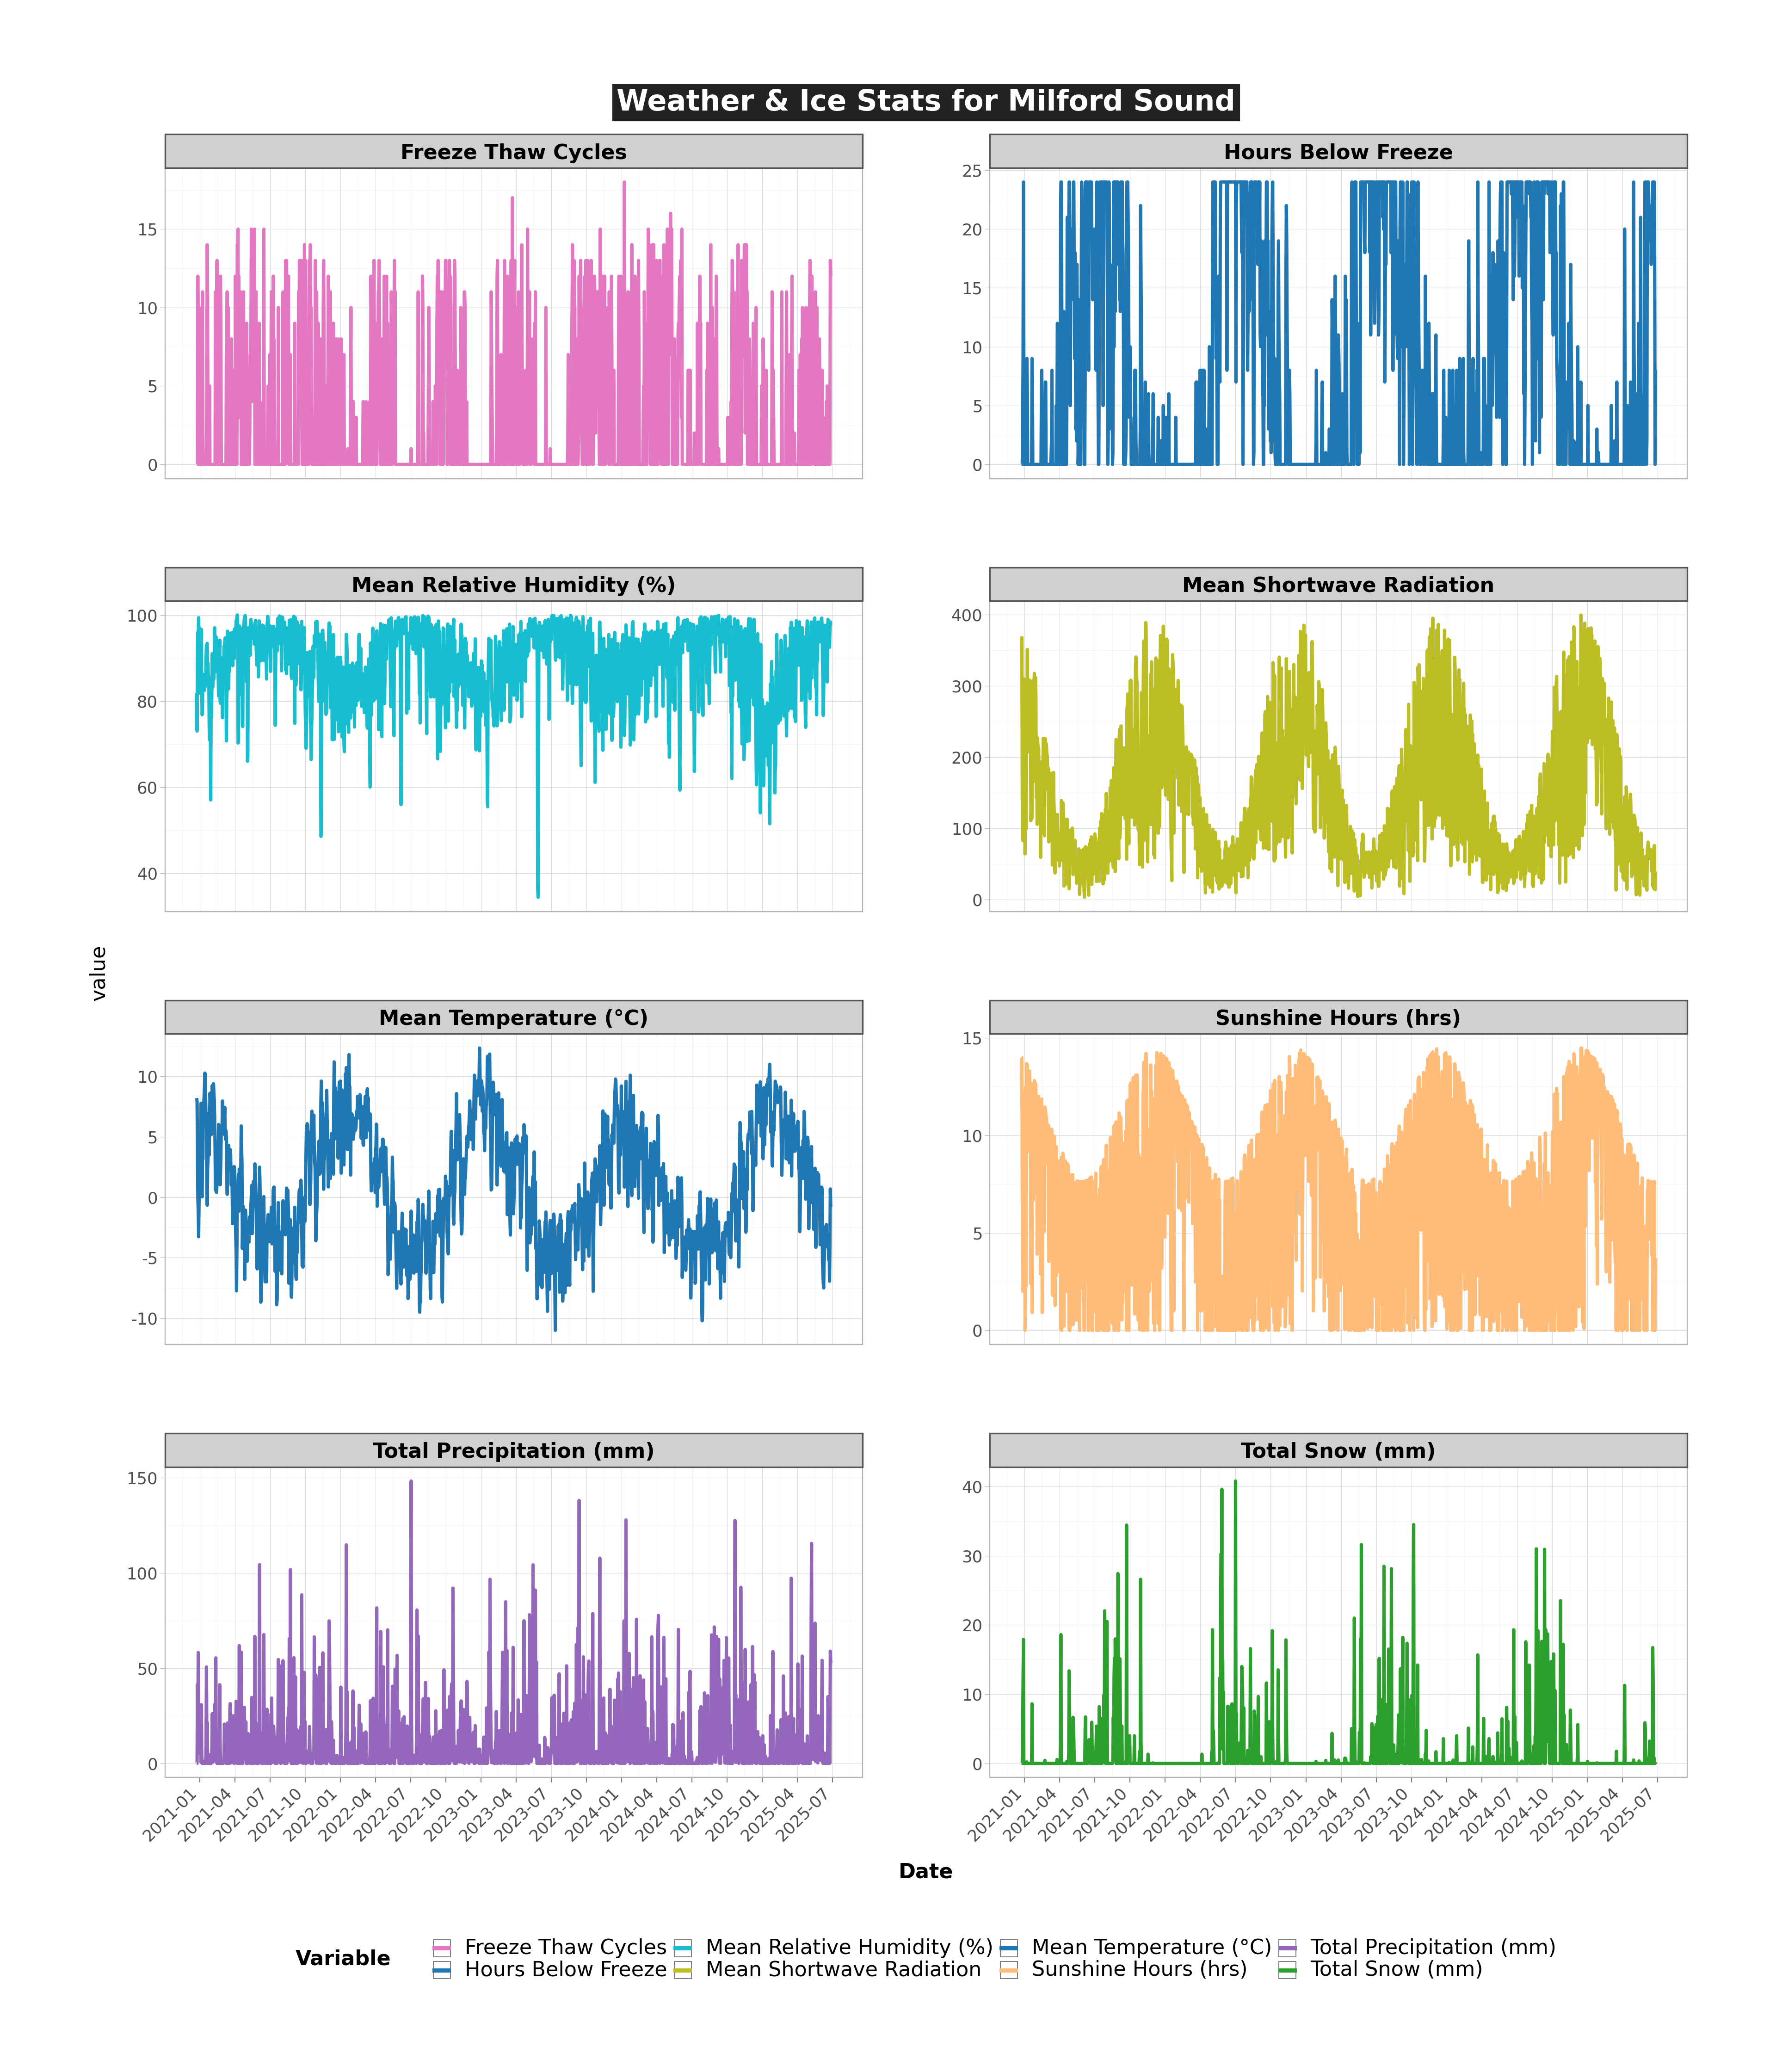 Weather & Ice Stats for Milford Sound
Freeze Thaw Cycles
15
10
5
0
Hours Below Freeze
25
20
15
10
5
0
Mean Relative Humidity (%)
100
80
60
40
Mean Shortwave Radiation
400
300
200
100
0
value
Mean Temperature (°C)
10
5
0
-5
-10
Sunshine Hours (hrs)
15
10
5
0
Total Precipitation (mm)
150
100
50
0
2021-01 2021-04 2021-07 2021-10 2022-01 2022-04 2022-07 2022-10 2023-01 2023-04 2023-07 2023-10 2024-01 2024-04 2024-07 2024-10 2025-01 2025-04 2025-07
Total Snow (mm)
40
30
20
10
0
2021-01 2021-04 2021-07 2021-10 2022-01 2022-04 2022-07 2022-10 2023-01 2023-04 2023-07 2023-10 2024-01 2024-04 2024-07 2024-10 2025-01 2025-04 2025-07
Date
Variable
Freeze Thaw Cycles Mean Relative Humidity (%) Mean Temperature (°C) Total Precipitation (mm)
Hours Below Freeze Mean Shortwave Radiation Sunshine Hours (hrs) Total Snow (mm)